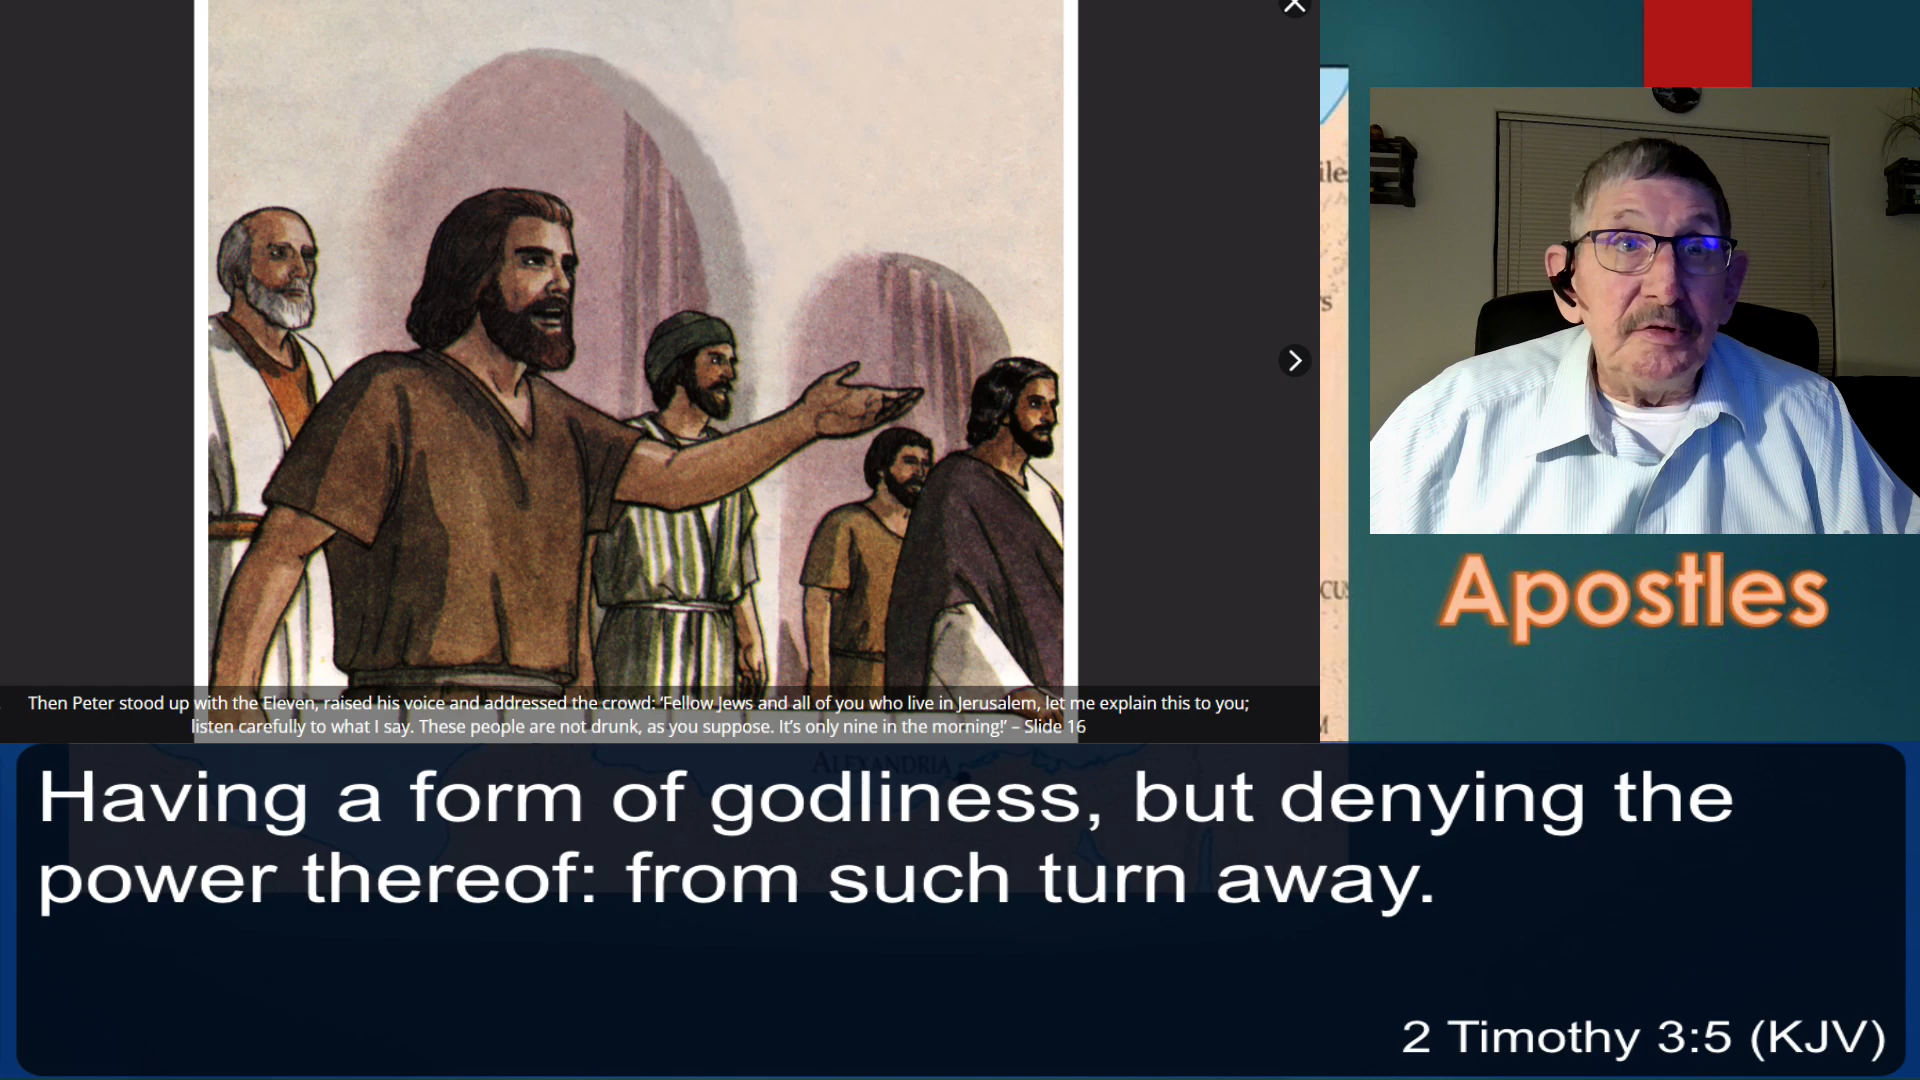 Then Peter stood up with the Eleven, raised his voice and addressed the crowd: ‘Fellow Jews and all of you who live in Jerusalem, let me explain this to you;
listen carefully to what I say. These people are not drunk, as you suppose. It’s only nine in the morning!’ – Slide 16
Apostles
ALEXANDRIA
Having a form of godliness, but denying the
power thereof: from such turn away.
2 Timothy 3:5 (KJV)